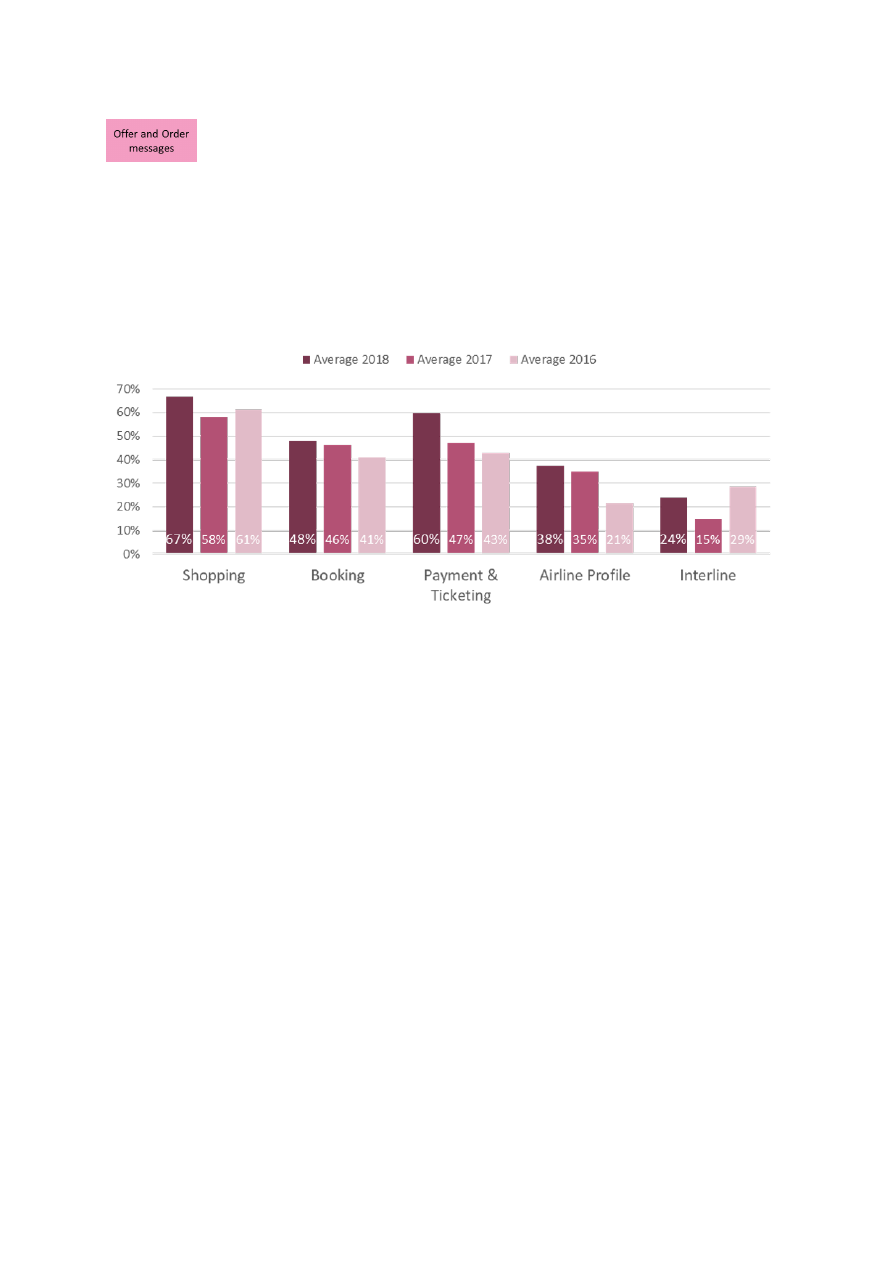 Offer and Order
messages
Average 2018 Average 2017 Average 2016
70%
60%
50%
40%
30%
20%
10%
0%
67% 58% 61% 48% 46% 41% 60% 47% 43% 38% 35% 21% 24% 15% 29%
Shopping Booking Payment & Airline Profile Interline
Ticketing